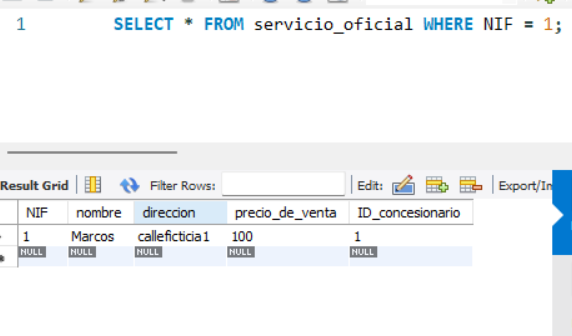 1 SELECT * FROM servicio_oficial WHERE NIF = 1;
Result Grid Filter Rows: Edit: Export/Im
NIF nombre direccion precio_de_venta ID_concesionario
1 Marcos calleficticia1 100 1
NULL NULL NULL NULL NULL